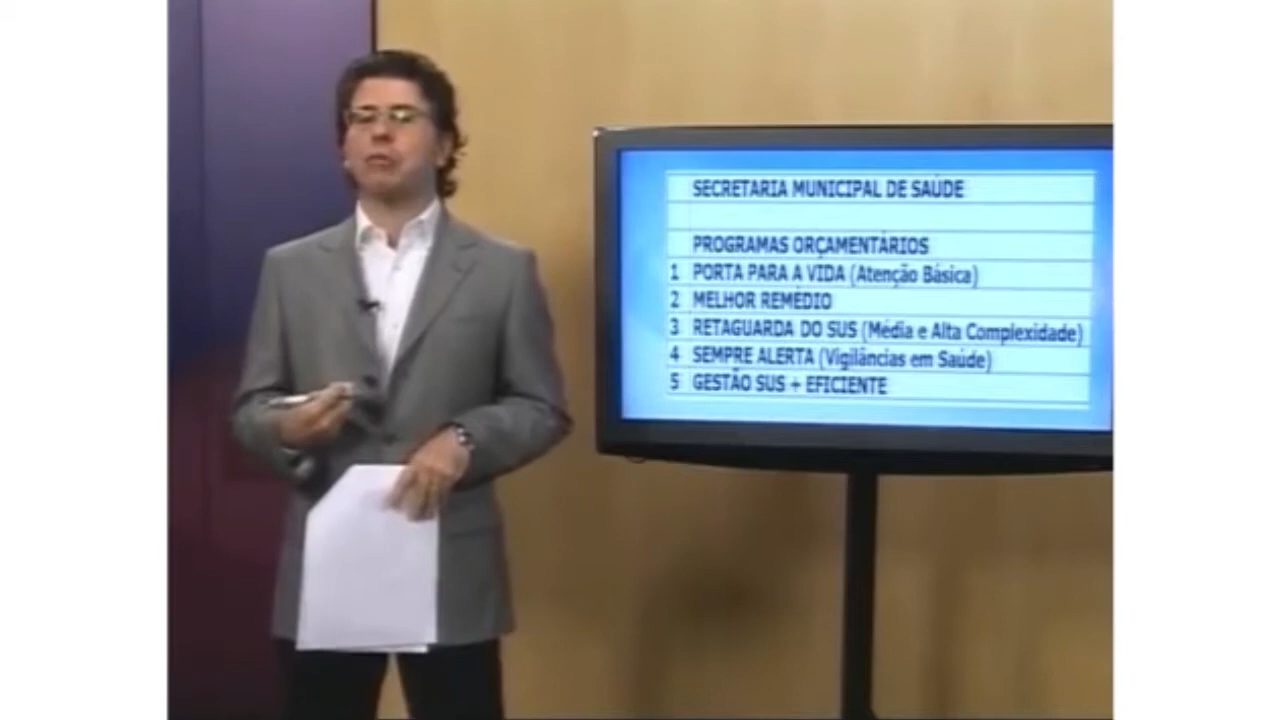 SECRETARIA MUNICIPAL DE SAÚDE
PROGRAMAS ORÇAMENTÁRIOS
1 PORTA PARA A VIDA (Atenção Básica)
2 MELHOR REMÉDIO
3 RETAGUARDA DO SUS (Média e Alta Complexidade)
4 SEMPRE ALERTA (Vigilâncias em Saúde)
5 GESTÃO SUS + EFICIENTE